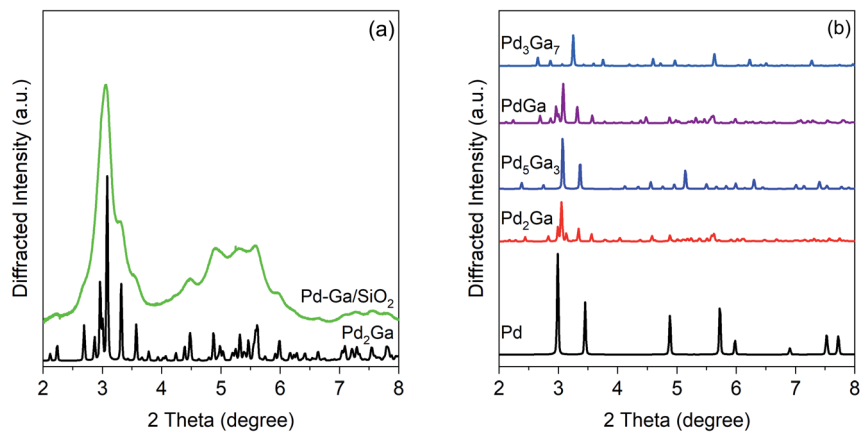 (a)
Diffracted Intensity (a.u.)
Pd-Ga/SiO₂
Pd₂Ga
2 3 4 5 6 7 8
2 Theta (degree)
(b)
Diffracted Intensity (a.u.)
Pd₃Ga₇
PdGa
Pd₅Ga₃
Pd₂Ga
Pd
2 3 4 5 6 7 8
2 Theta (degree)